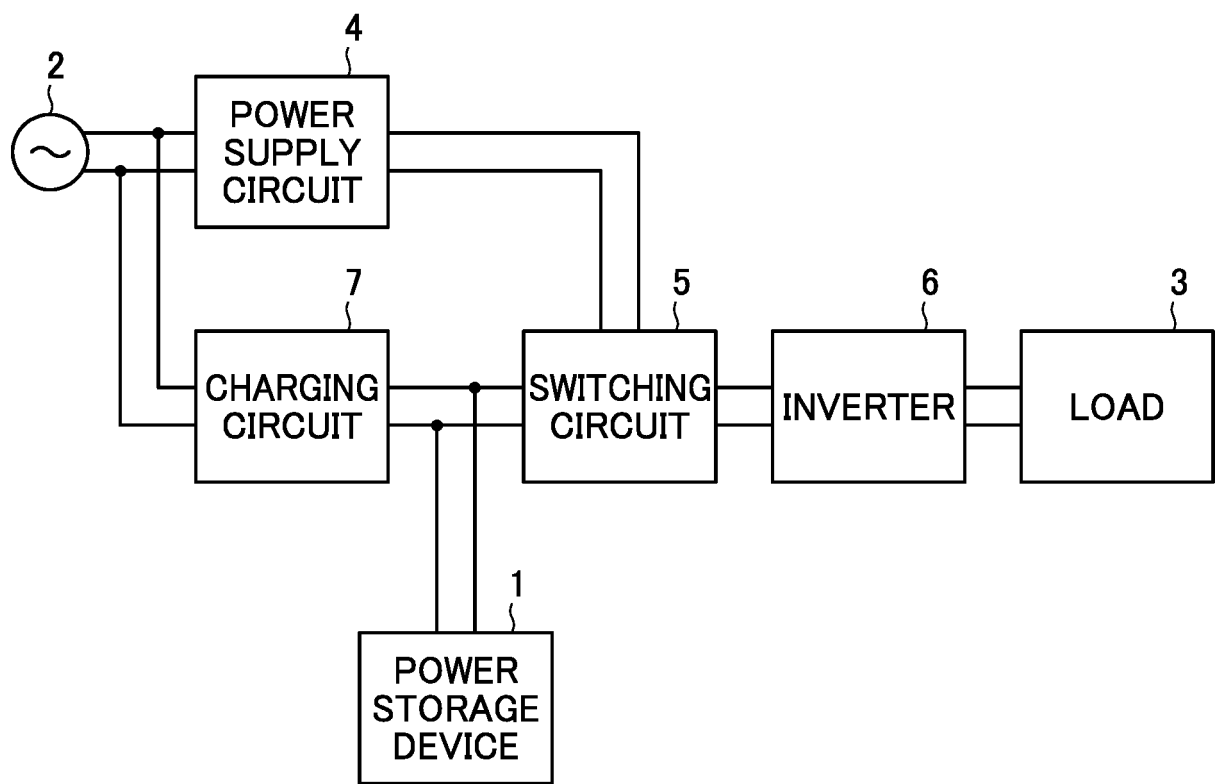 4
2
POWER
SUPPLY
CIRCUIT
7
5
6
3
CHARGING
CIRCUIT
SWITCHING
CIRCUIT
INVERTER
LOAD
1
POWER
STORAGE
DEVICE